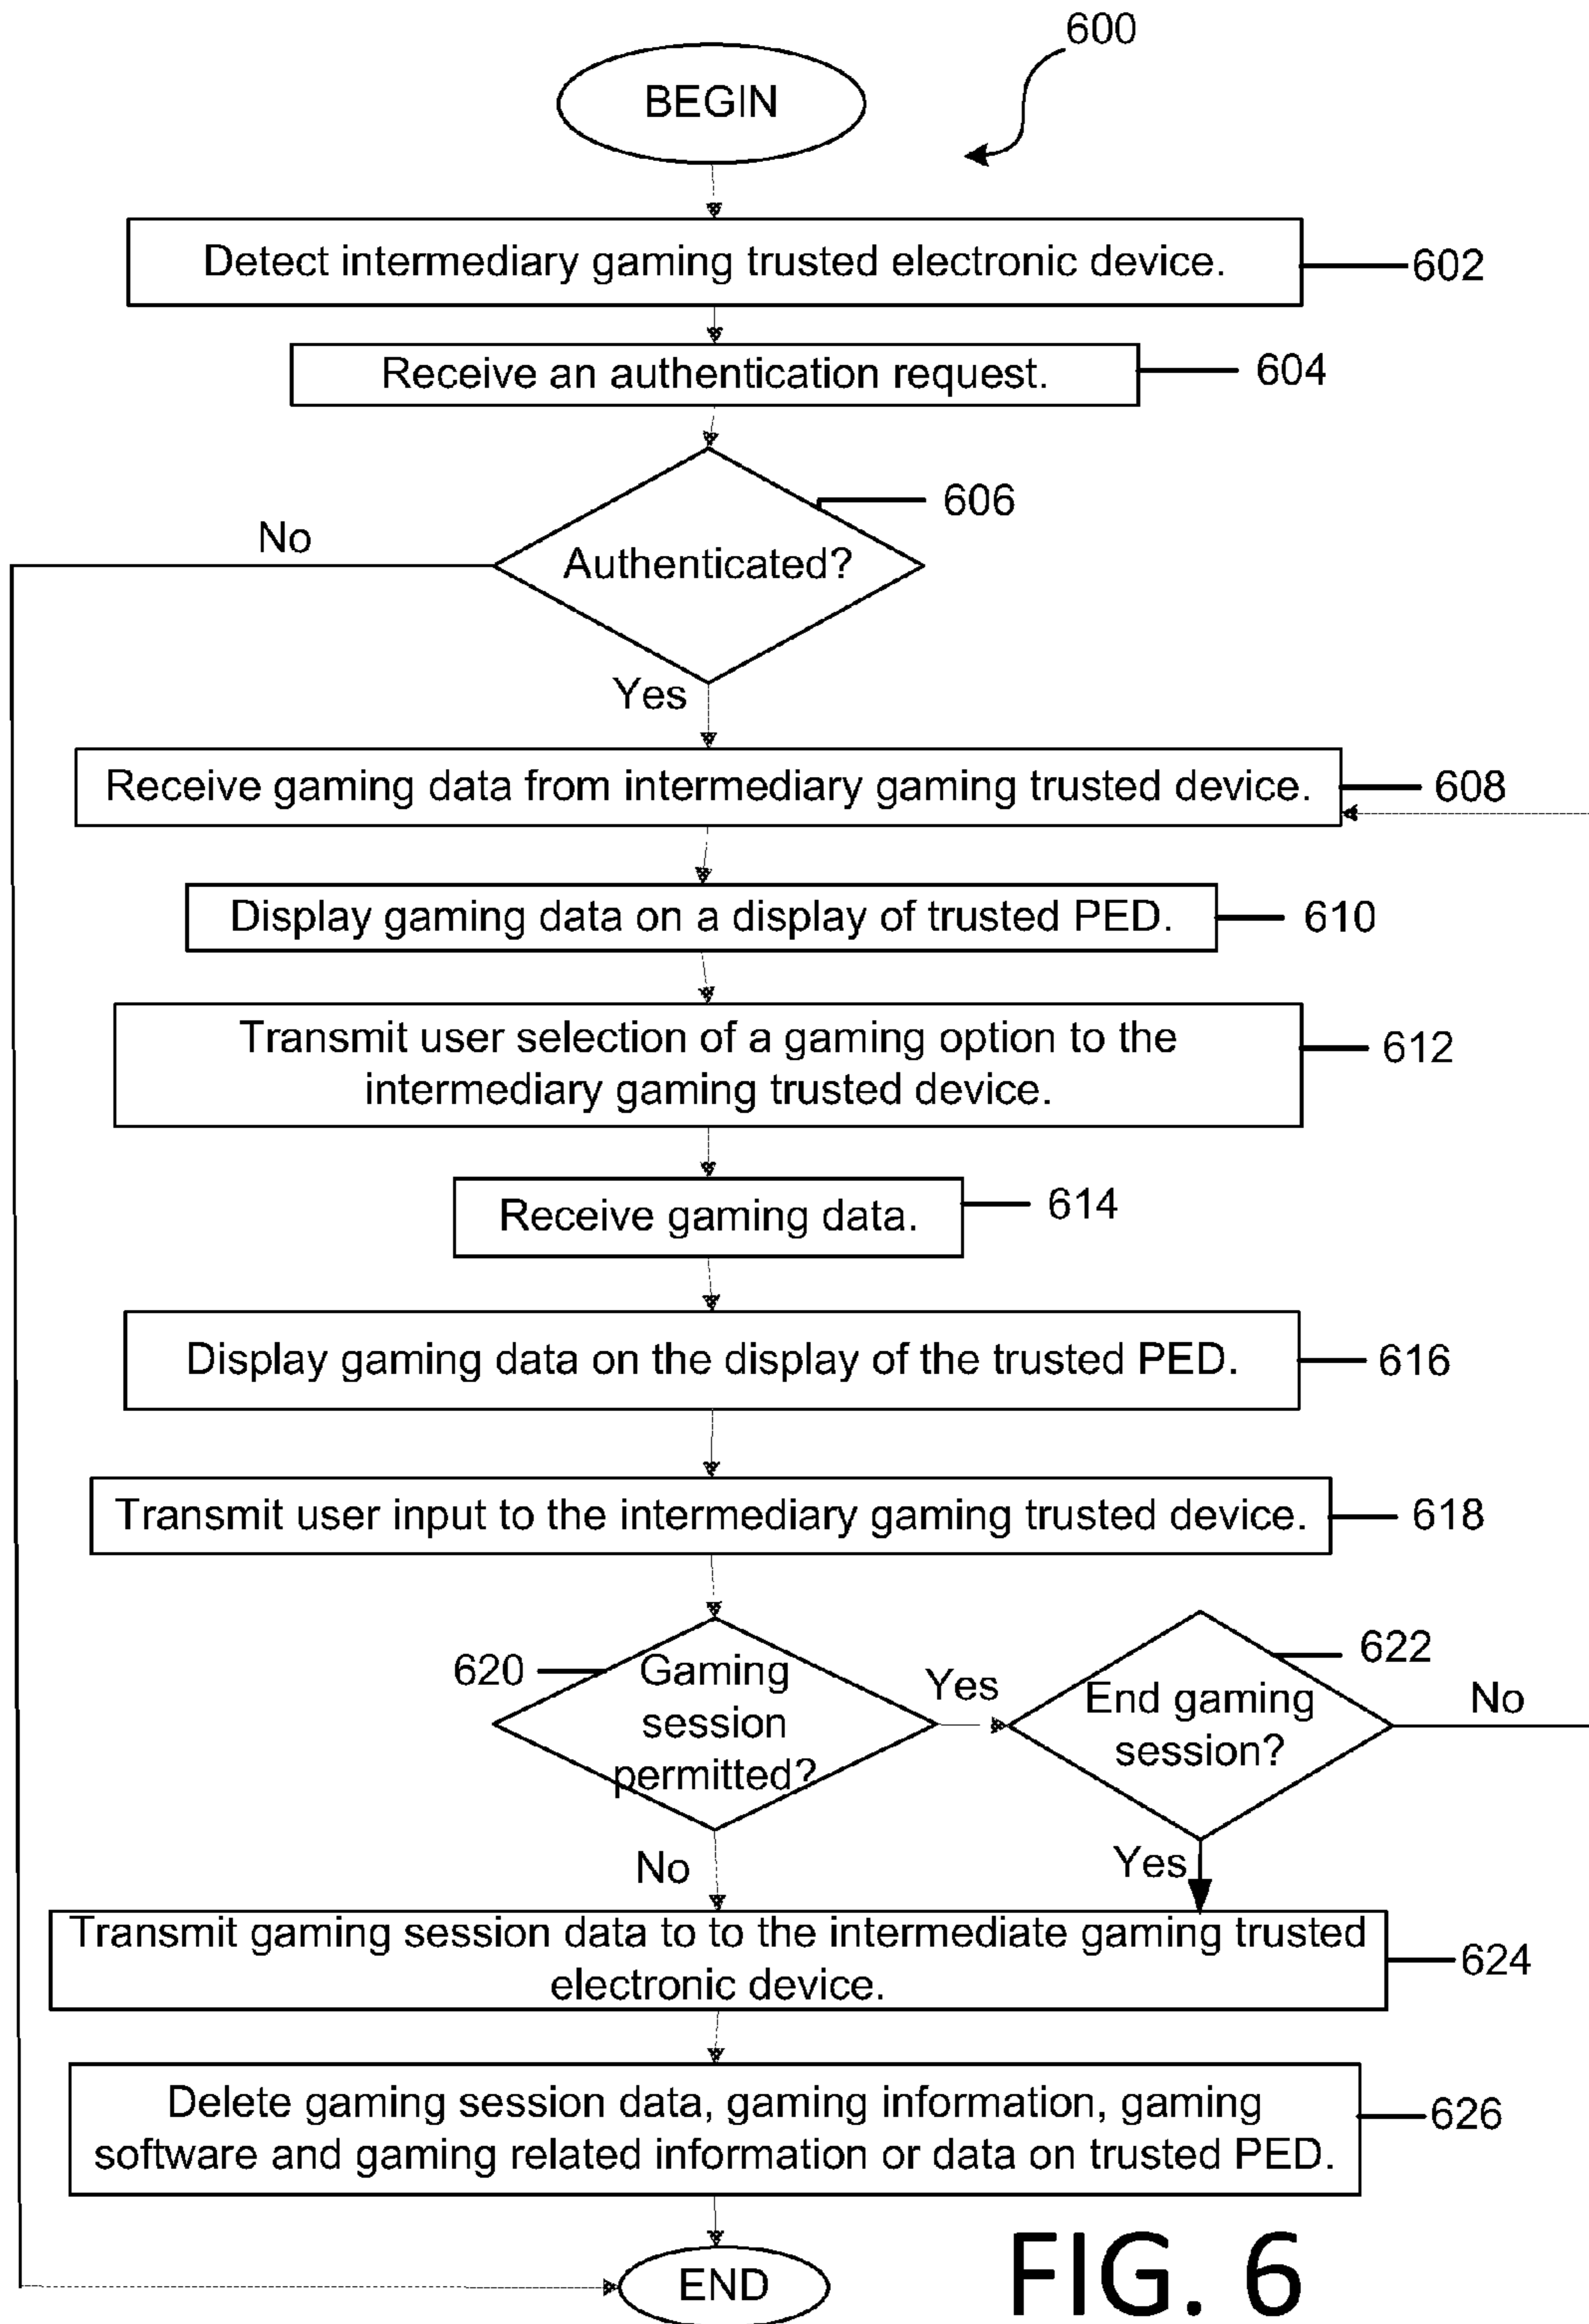 600
BEGIN
Detect intermediary gaming trusted electronic device.
602
Receive an authentication request.
604
606
No
Authenticated?
Yes
Receive gaming data from intermediary gaming trusted device.
608
Display gaming data on a display of trusted PED.
610
Transmit user selection of a gaming option to the
intermediary gaming trusted device.
612
Receive gaming data.
614
Display gaming data on the display of the trusted PED.
616
Transmit user input to the intermediary gaming trusted device.
618
620
Gaming
session
permitted?
Yes
622
End gaming
session?
No
No
Yes
Transmit gaming session data to to the intermediate gaming trusted
electronic device.
624
Delete gaming session data, gaming information, gaming
software and gaming related information or data on trusted PED.
626
END
FIG. 6